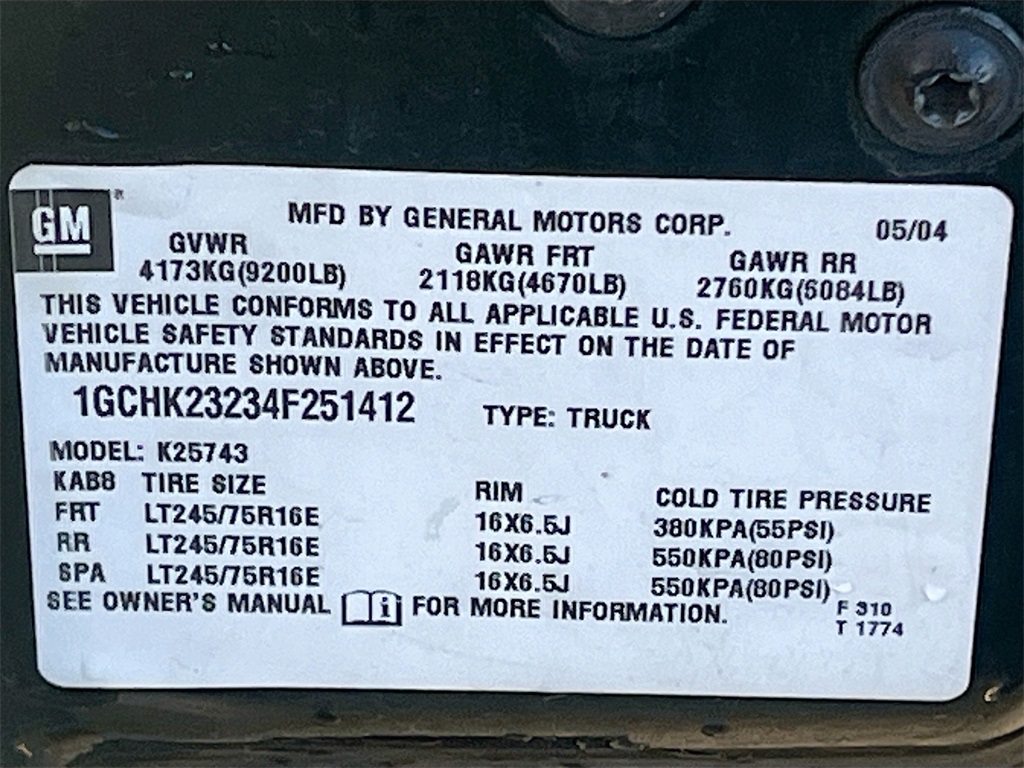 GM ®
MFD BY GENERAL MOTORS CORP. 05/04
GVWR GAWR FRT GAWR RR
4173KG(9200LB) 2118KG(4670LB) 2760KG(6084LB)
THIS VEHICLE CONFORMS TO ALL APPLICABLE U.S. FEDERAL MOTOR
VEHICLE SAFETY STANDARDS IN EFFECT ON THE DATE OF
MANUFACTURE SHOWN ABOVE.
1GCHK23234F251412 TYPE: TRUCK
MODEL: K25743
KAB8 TIRE SIZE RIM COLD TIRE PRESSURE
FRT LT245/75R16E 16X6.5J 380KPA(55PSI)
RR LT245/75R16E 16X6.5J 550KPA(80PSI)
SPA LT245/75R16E 16X6.5J 550KPA(80PSI)
SEE OWNER'S MANUAL i FOR MORE INFORMATION.
F 310
T 1774